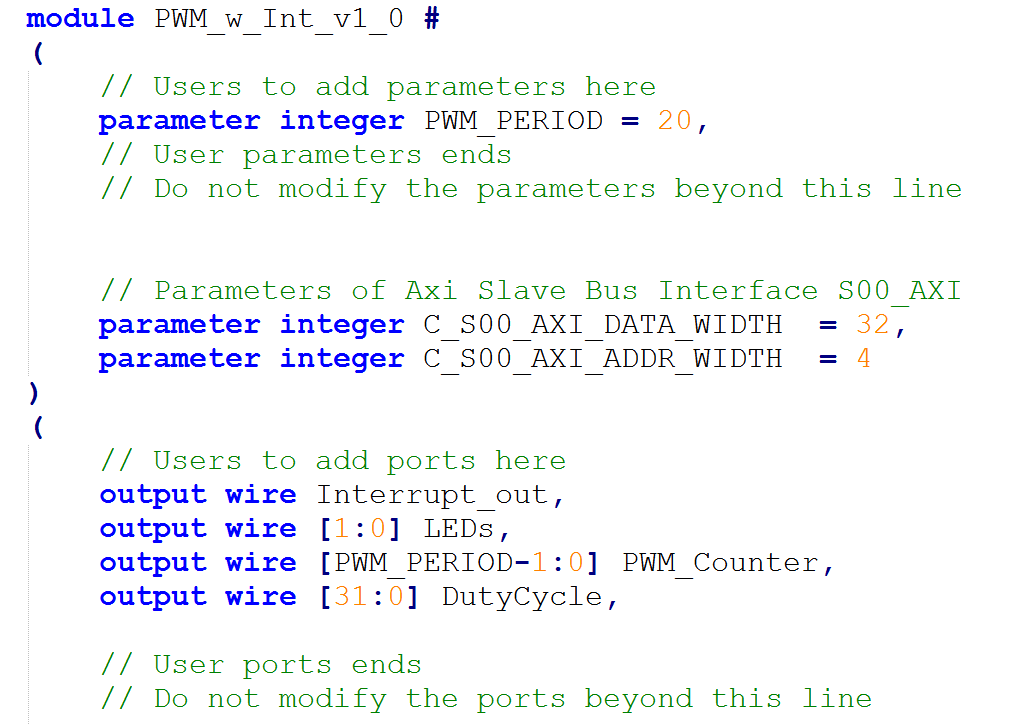 module PWM_w_Int_v1_0 #
(
// Users to add parameters here
parameter integer PWM_PERIOD = 20,
// User parameters ends
// Do not modify the parameters beyond this line
// Parameters of Axi Slave Bus Interface S00_AXI
parameter integer C_S00_AXI_DATA_WIDTH  = 32,
parameter integer C_S00_AXI_ADDR_WIDTH  = 4
)
(
// Users to add ports here
output wire Interrupt_out,
output wire [1:0] LEDs,
output wire [PWM_PERIOD-1:0] PWM_Counter,
output wire [31:0] DutyCycle,
// User ports ends
// Do not modify the ports beyond this line